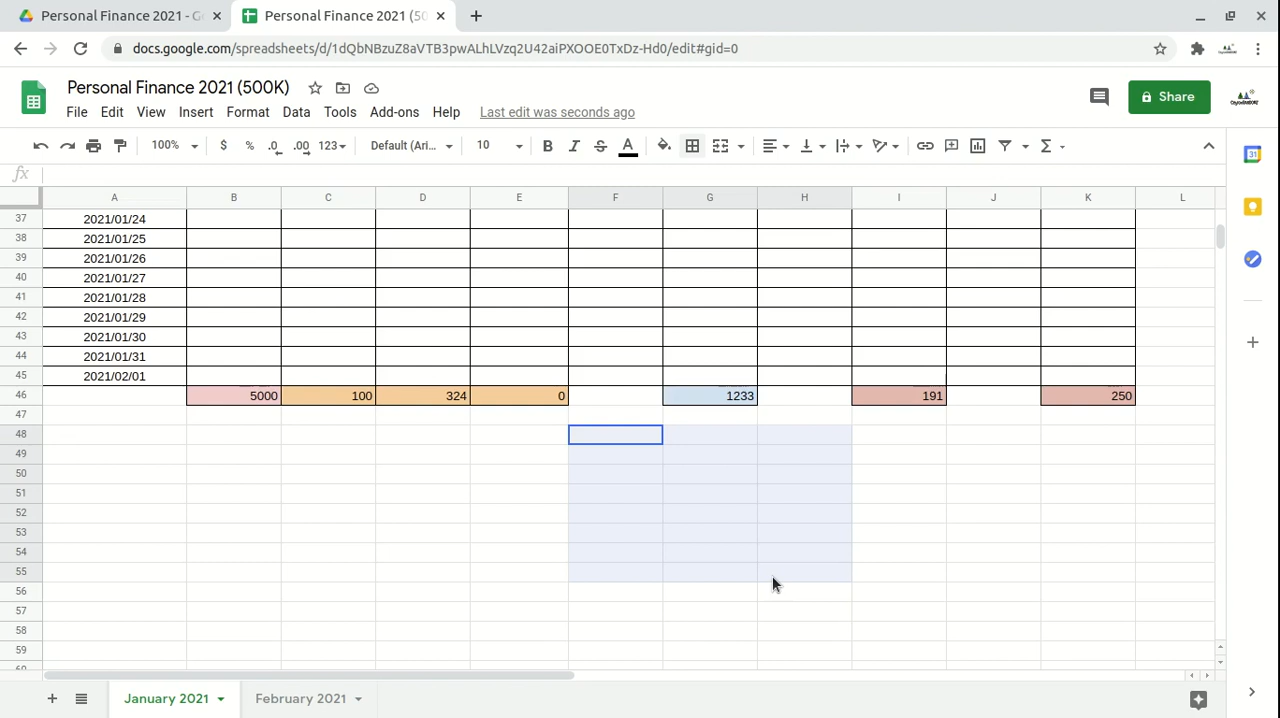 Personal Finance 2021 - G
Personal Finance 2021 (50
docs.google.com/spreadsheets/d/1dQbNBzuZ8aVTB3pwALhLVzq2U42aiPXOOE0TxDz-Hd0/edit#gid=0
Personal Finance 2021 (500K)
File Edit View Insert Format Data Tools Add-ons Help Last edit was seconds ago
Share
100% $ % .0 .00 123 Default (Ari... 10 B I S A
fx
A B C D E F G H I J K L
37 2021/01/24
38 2021/01/25
39 2021/01/26
40 2021/01/27
41 2021/01/28
42 2021/01/29
43 2021/01/30
44 2021/01/31
45 2021/02/01
46 5000 100 324 0 1233 191 250
47
48
49
50
51
52
53
54
55
56
57
58
59
60
January 2021 February 2021
31